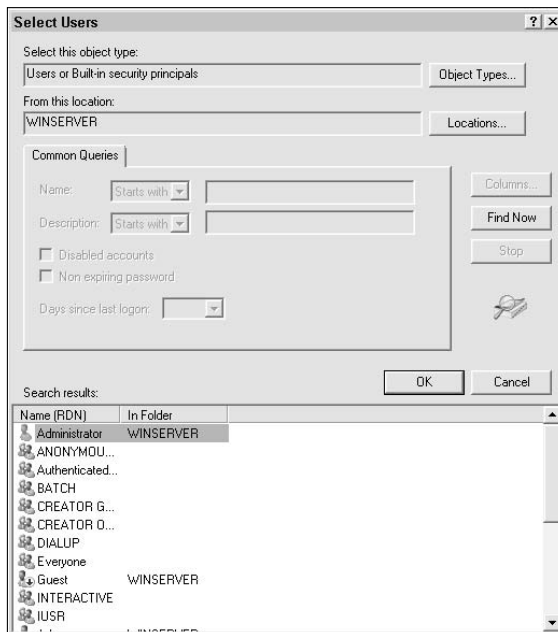 Select Users
Select this object type:
Users or Built-in security principals
Object Types...
From this location:
WINSERVER
Locations...
Common Queries
Name:
Starts with
Columns...
Description:
Starts with
Find Now
Disabled accounts
Stop
Non expiring password
Days since last logon:
OK
Cancel
Search results:
Name (RDN) In Folder
Administrator WINSERVER
ANONYMOU...
Authenticated...
BATCH
CREATOR G...
CREATOR O...
DIALUP
Everyone
Guest WINSERVER
INTERACTIVE
IUSR